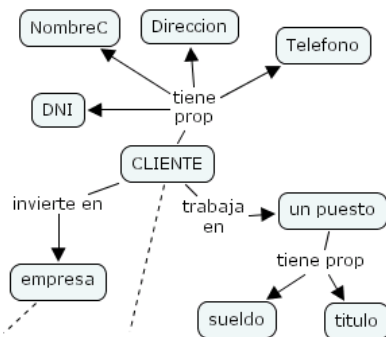 NombreC
Direccion
Telefono
DNI
tiene
prop
CLIENTE
invierte en
trabaja
en
un puesto
empresa
tiene prop
sueldo
titulo